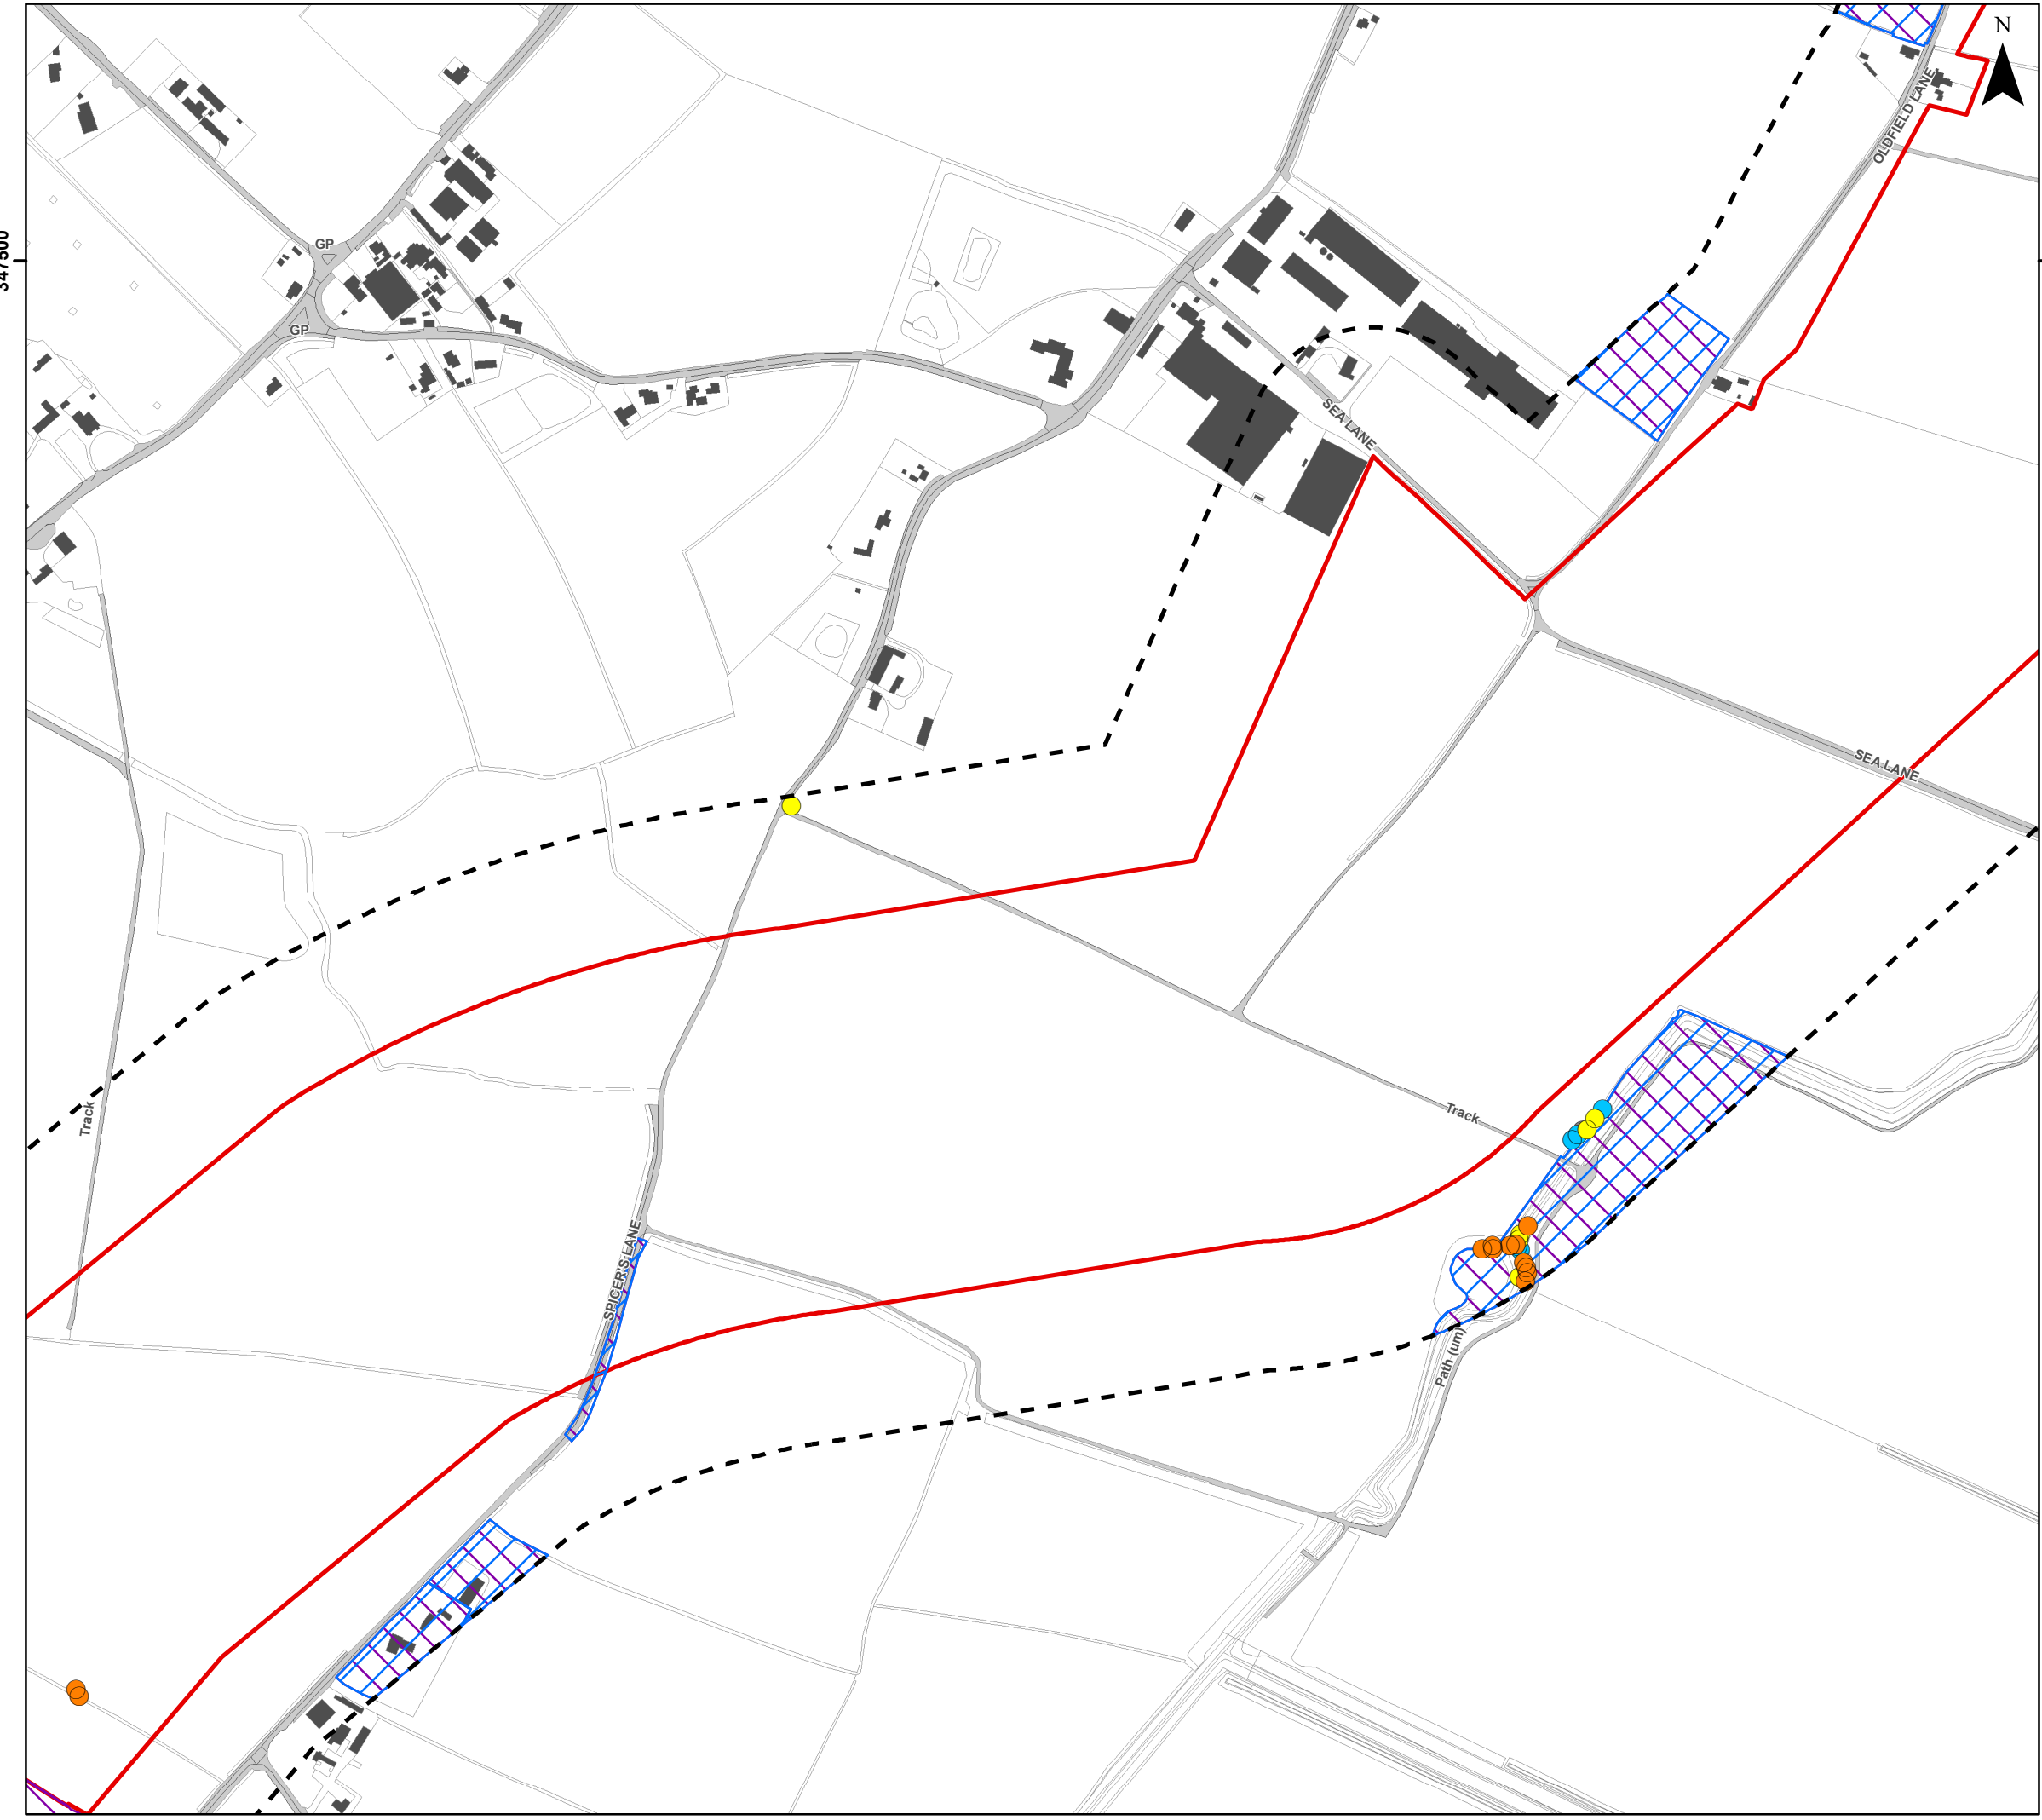 N
OLDFIELD LANE
GP
347500
GP
SEA LANE
SEA LANE
Track
Track
SPICER'S LANE
Path (um)